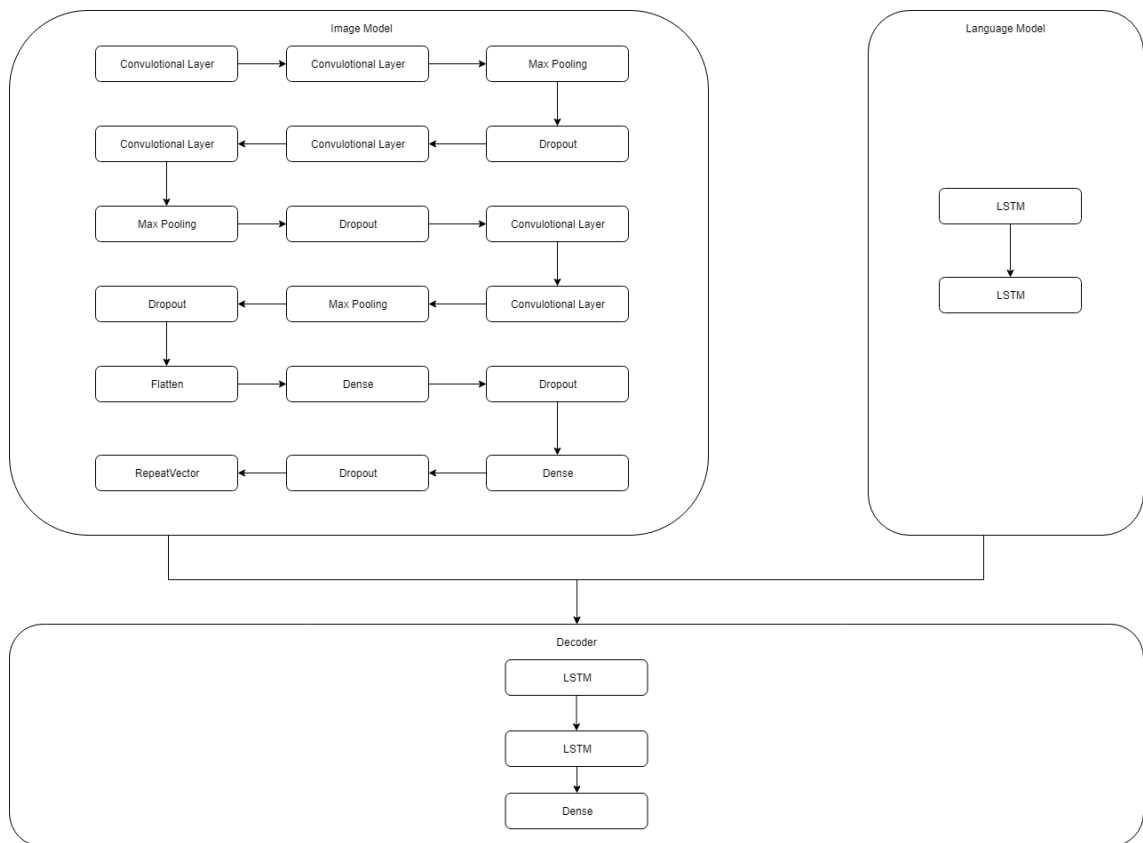 Image Model
Convulotional Layer
Convulotional Layer
Max Pooling
Dropout
Convulotional Layer
Convulotional Layer
Max Pooling
Dropout
Convulotional Layer
Convulotional Layer
Max Pooling
Dropout
Flatten
Dense
Dropout
Dense
Dropout
RepeatVector
Language Model
LSTM
LSTM
Decoder
LSTM
LSTM
Dense